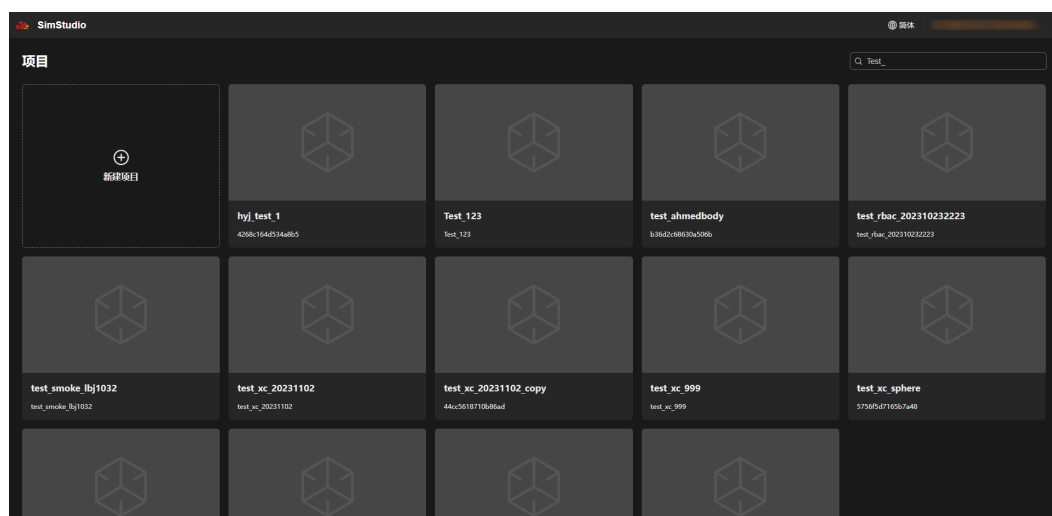 SimStudio
简体
项目
Test_
新建项目
hyj_test_1
4268c164d534a8b5
Test_123
Test_123
test_ahmedbody
b36d2c68630a506b
test_rbac_202310232223
test_rbac_202310232223
test_smoke_lbj1032
test_smoke_lbj1032
test_xc_20231102
test_xc_20231102
test_xc_20231102_copy
44cc5618710b86ad
test_xc_999
test_xc_999
test_xc_sphere
5756f5d7165b7a48